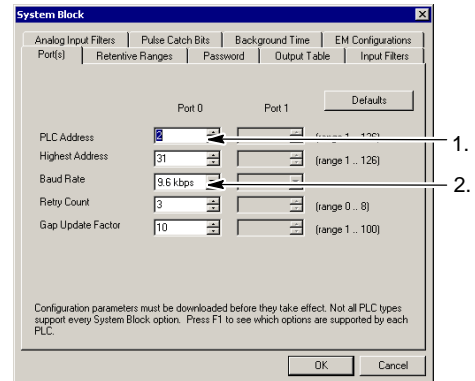 System Block
Analog Input Filters Pulse Catch Bits Background Time EM Configurations
Port(s) Retentive Ranges Password Output Table Input Filters
Defaults
Port 0 Port 1
PLC Address 2 (range 1 .. 126) 1.
Highest Address 31 (range 1 .. 126)
Baud Rate 9.6 kbps 2.
Retry Count 3 (range 0 .. 8)
Gap Update Factor 10 (range 1 .. 100)
Configuration parameters must be downloaded before they take effect. Not all PLC types
support every System Block option. Press F1 to see which options are supported by each
PLC.
OK Cancel